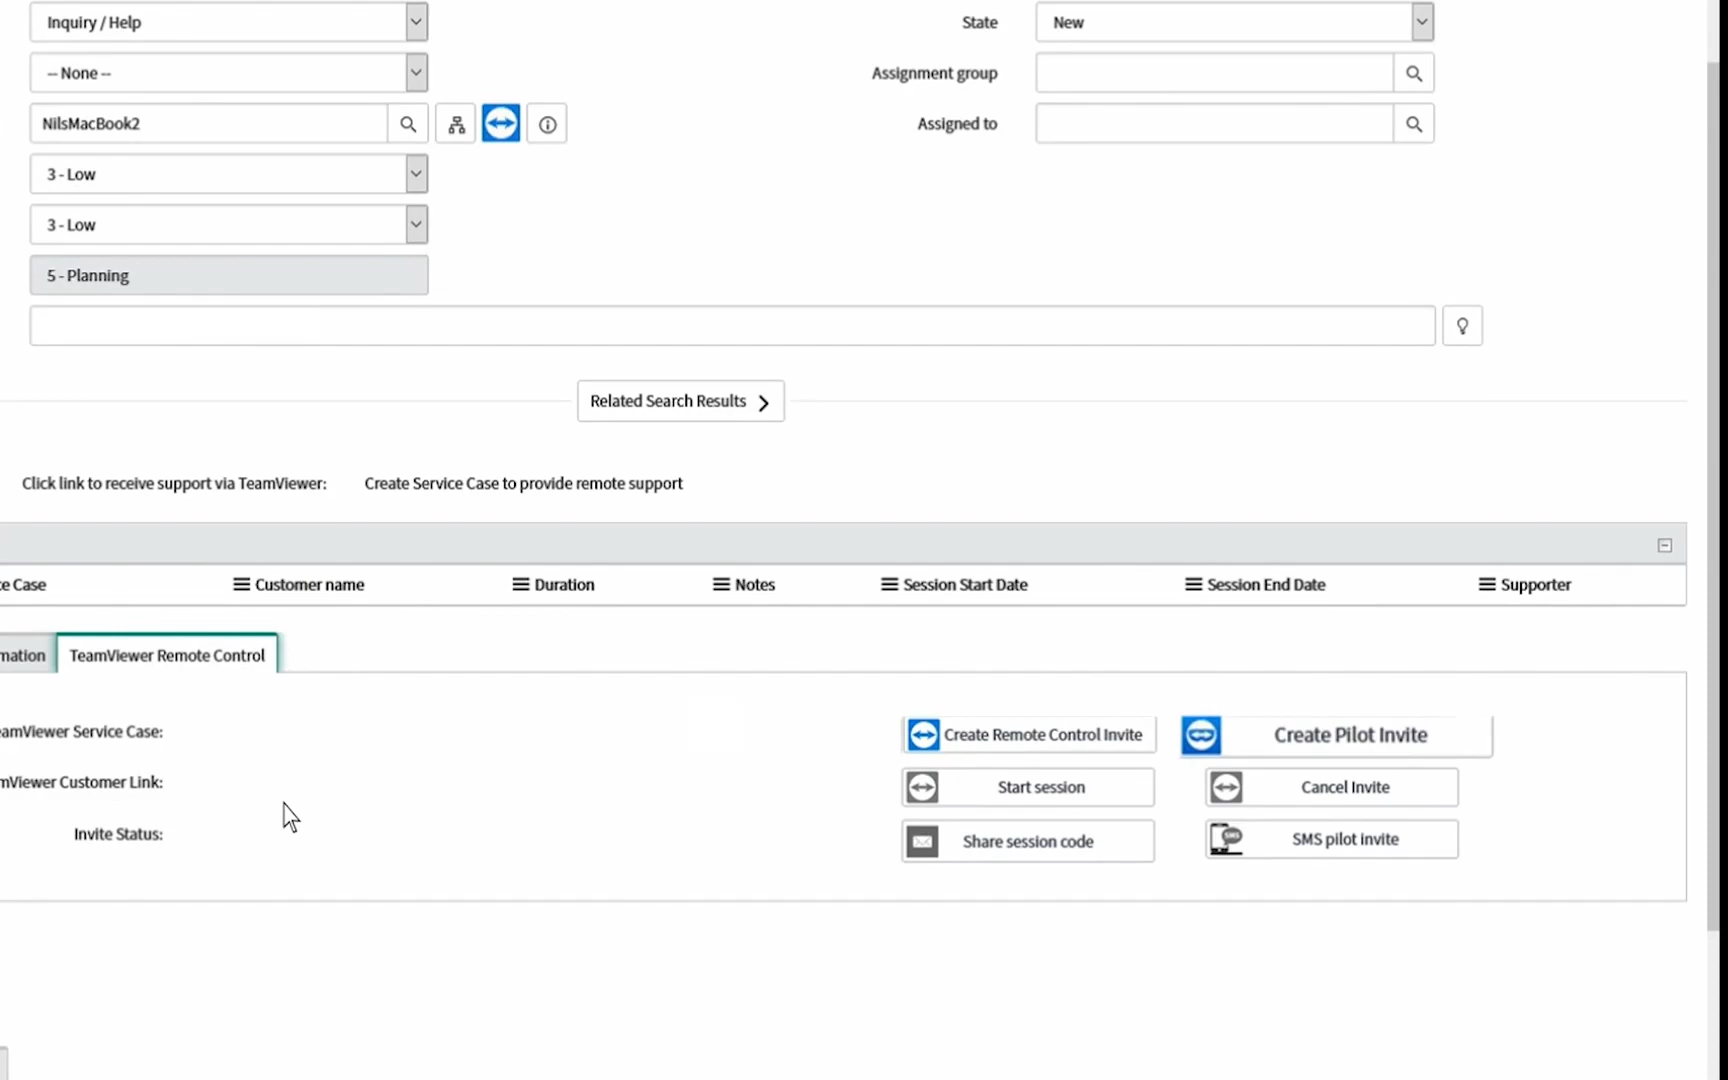 Inquiry / Help
State
New
-- None --
Assignment group
NilsMacBook2
Assigned to
3 - Low
3 - Low
5 - Planning
Related Search Results
Click link to receive support via TeamViewer:
Create Service Case to provide remote support
ce Case
Customer name
Duration
Notes
Session Start Date
Session End Date
Supporter
mation
TeamViewer Remote Control
eamViewer Service Case:
Create Remote Control Invite
Create Pilot Invite
mViewer Customer Link:
Start session
Cancel Invite
Invite Status:
Share session code
SMS
SMS pilot invite